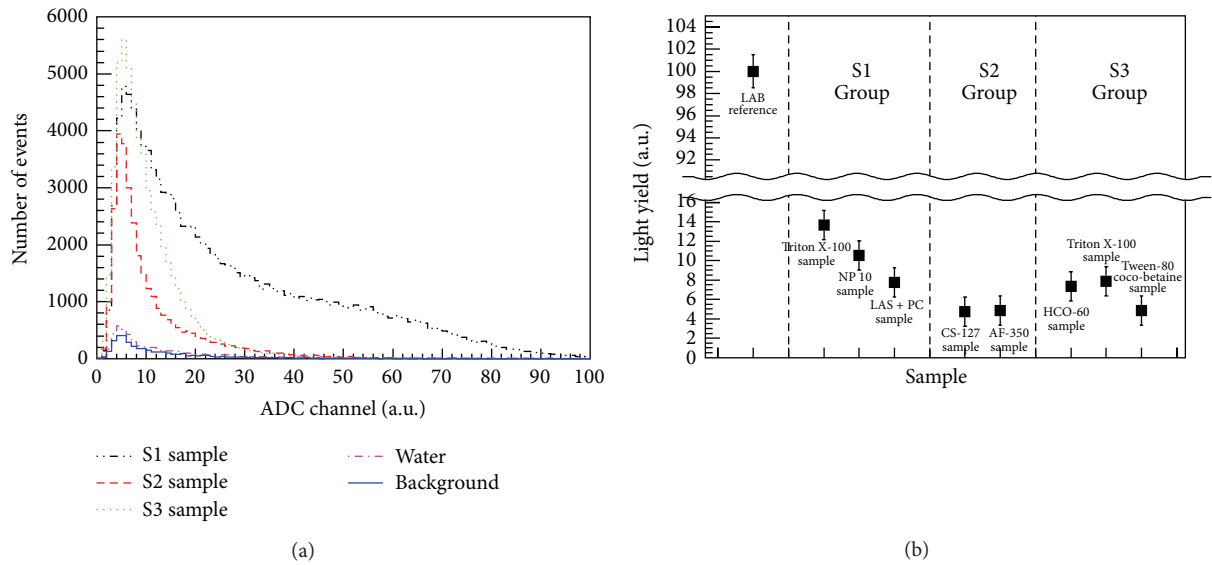 6000
5000
4000
3000
2000
1000
0
Number of events
0 10 20 30 40 50 60 70 80 90 100
ADC channel (a.u.)
S1 sample
S2 sample
S3 sample
Water
Background
(a)
104
102
100
98
96
94
92
16
14
12
10
8
6
4
2
0
Light yield (a.u.)
LAB
reference
S1
Group
S2
Group
S3
Group
Triton X-100
sample
NP 10
sample
LAS + PC
sample
CS-127
sample
AF-350
sample
HCO-60
sample
Triton X-100
sample
Tween-80
coco-betaine
sample
Sample
(b)